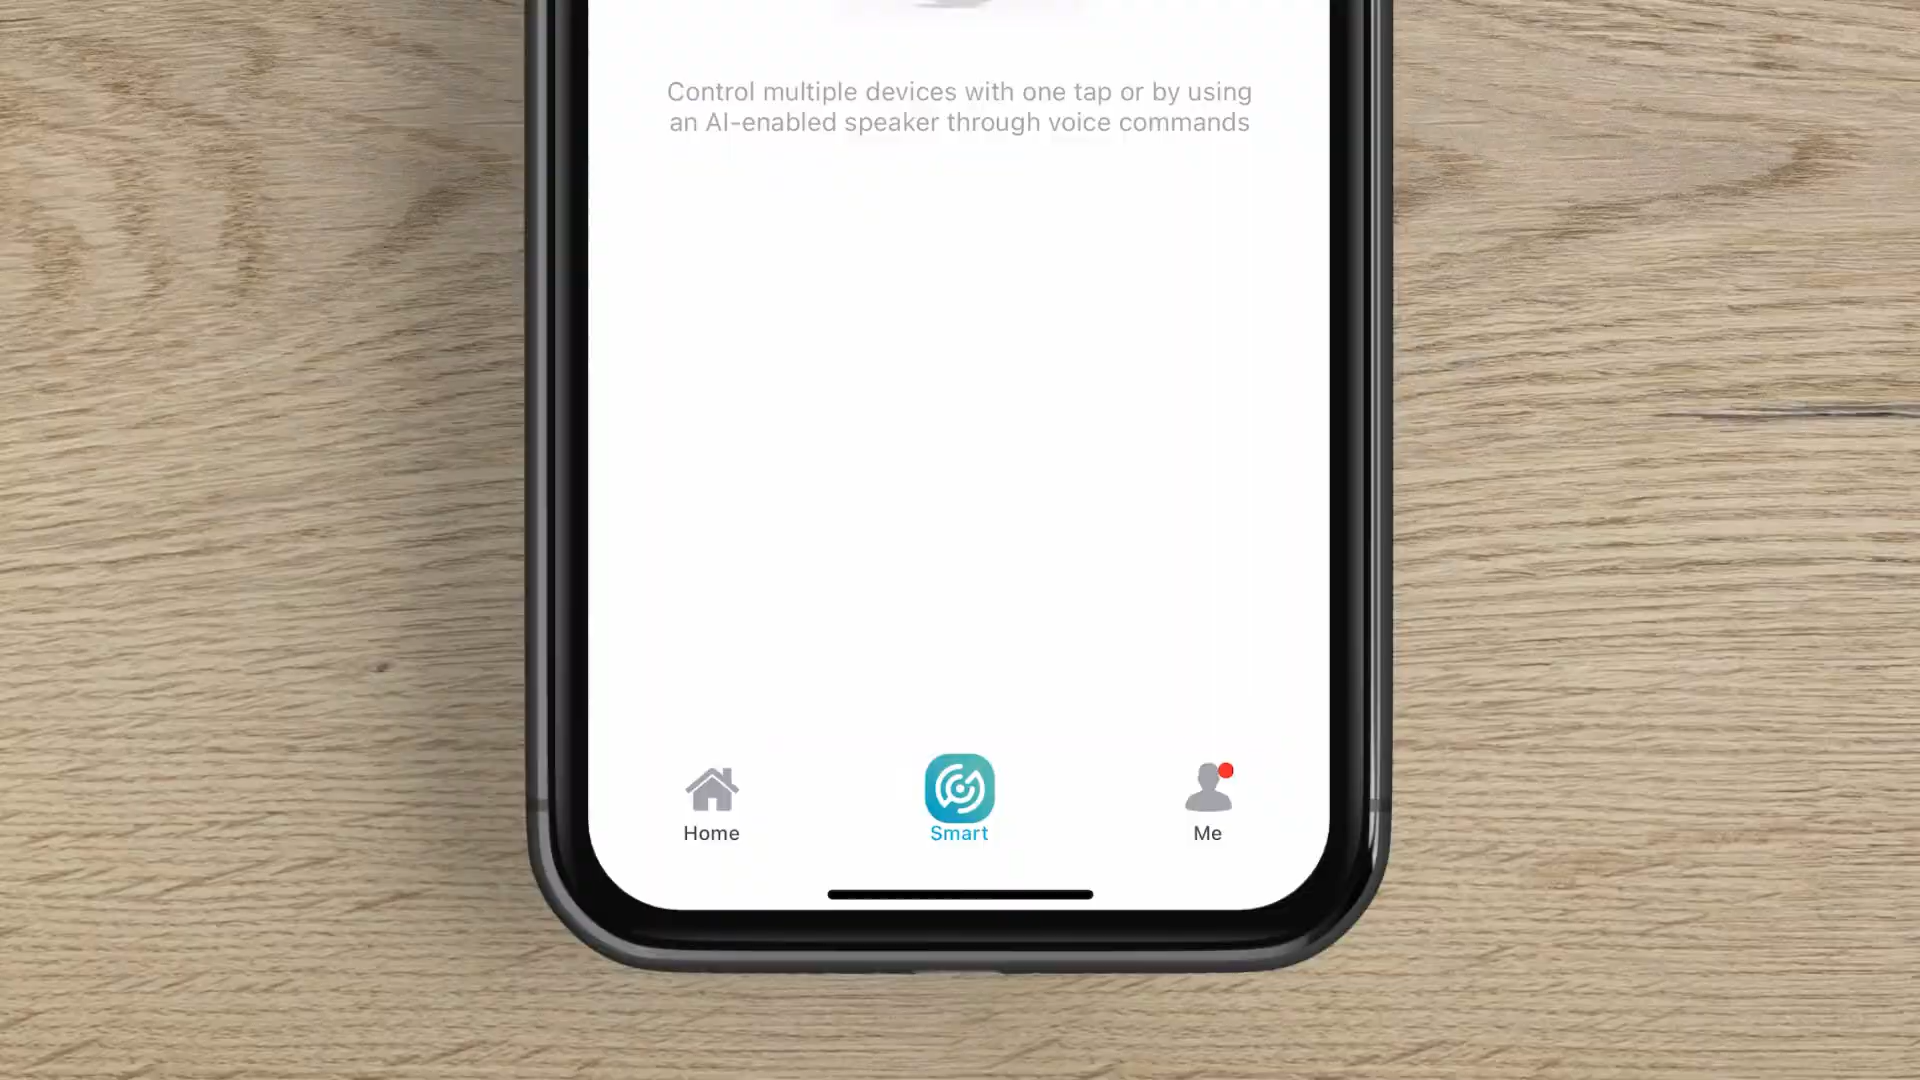 Control multiple devices with one tap or by using
an AI-enabled speaker through voice commands
Home
Smart
Me